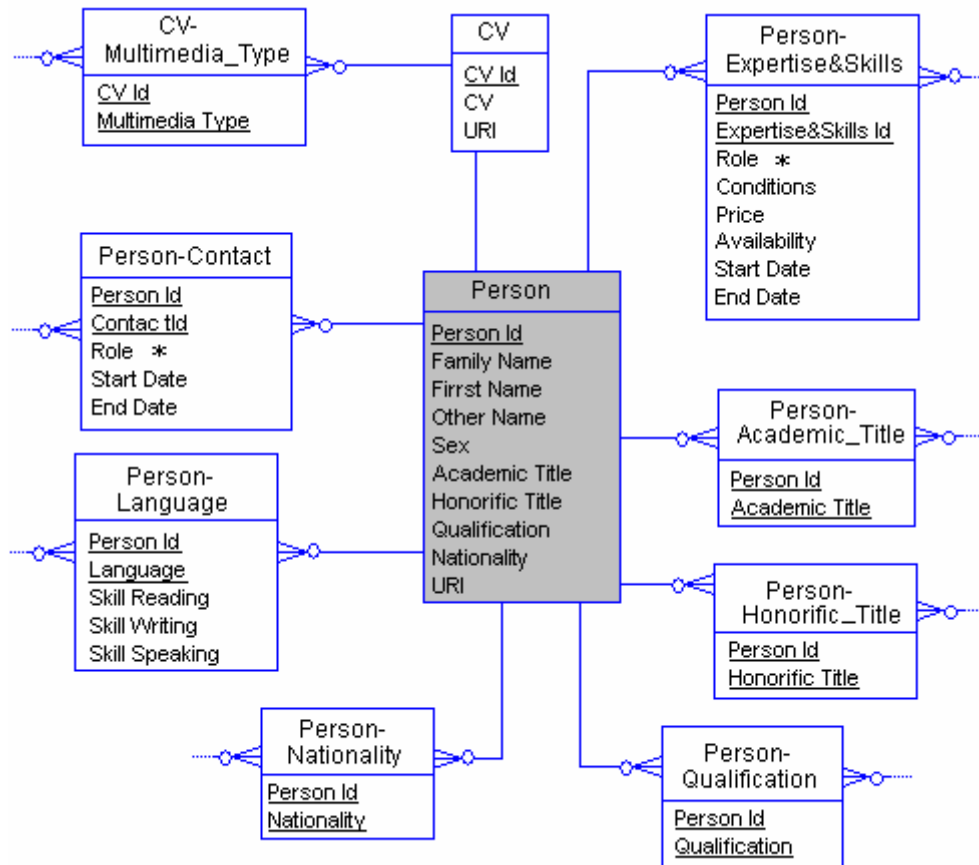 CV-
Multimedia_Type
CV Id
Multimedia Type
CV
CV Id
CV
URI
Person-
Expertise&Skills
Person Id
Expertise&Skills Id
Role *
Conditions
Price
Availability
Start Date
End Date
Person-Contact
Person Id
Contac tId
Role *
Start Date
End Date
Person
Person Id
Family Name
Firrst Name
Other Name
Sex
Academic Title
Honorific Title
Qualification
Nationality
URI
Person-
Academic_Title
Person Id
Academic Title
Person-
Language
Person Id
Language
Skill Reading
Skill Writing
Skill Speaking
Person-
Honorific_Title
Person Id
Honorific Title
Person-
Nationality
Person Id
Nationality
Person-
Qualification
Person Id
Qualification